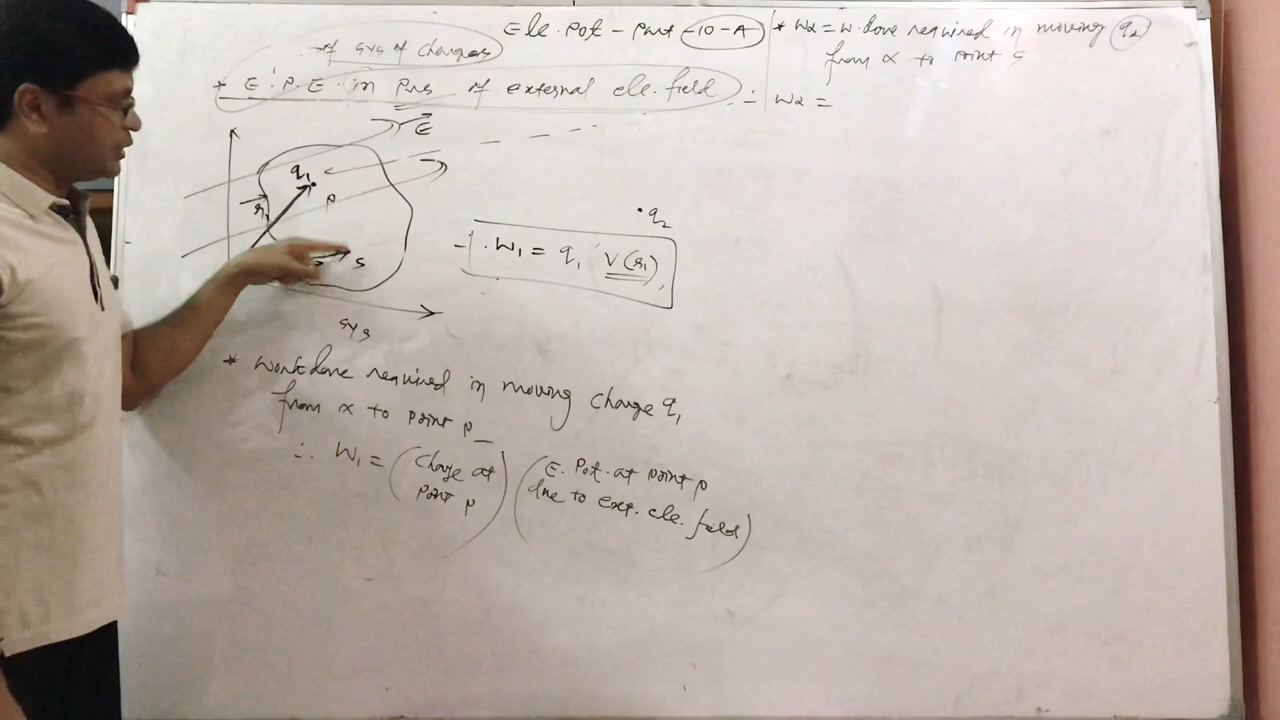 Ele. Pot - Part - 10 - A
of sys of charges
* E. P. E. in Pres of external ele. field
E
q1
P
r1
S
sys
• q2
W1 = q1 V(r1),
* Workdone required in moving charge q1
from ∝ to point P
∴ W1 = (charge at point P) (E. Pot. at point P due to ext. ele. field)
* W2 = w. done required in moving q2
from ∝ to point S
∴ W2 =